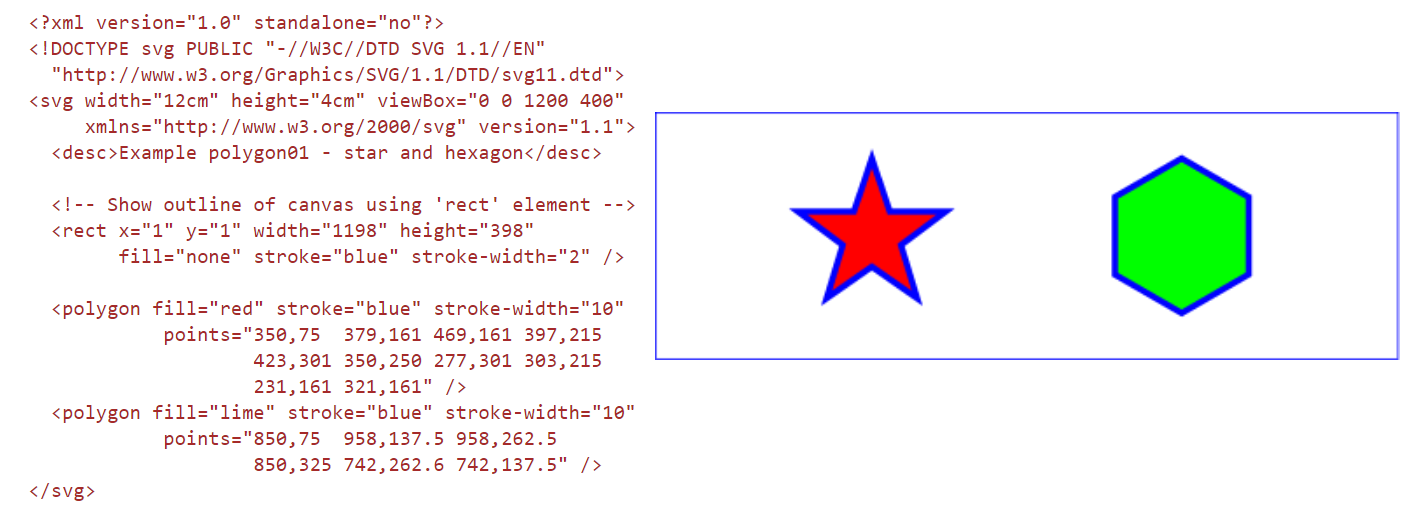 <?xml version="1.0" standalone="no"?>
<!DOCTYPE svg PUBLIC "-//W3C//DTD SVG 1.1//EN"
"http://www.w3.org/Graphics/SVG/1.1/DTD/svg11.dtd">
<svg width="12cm" height="4cm" viewBox="0 0 1200 400"
xmlns="http://www.w3.org/2000/svg" version="1.1">
<desc>Example polygon01 - star and hexagon</desc>
<!-- Show outline of canvas using 'rect' element -->
<rect x="1" y="1" width="1198" height="398"
fill="none" stroke="blue" stroke-width="2" />
<polygon fill="red" stroke="blue" stroke-width="10"
points="350,75  379,161 469,161 397,215
423,301 350,250 277,301 303,215
231,161 321,161" />
<polygon fill="lime" stroke="blue" stroke-width="10"
points="850,75  958,137.5 958,262.5
850,325 742,262.6 742,137.5" />
</svg>